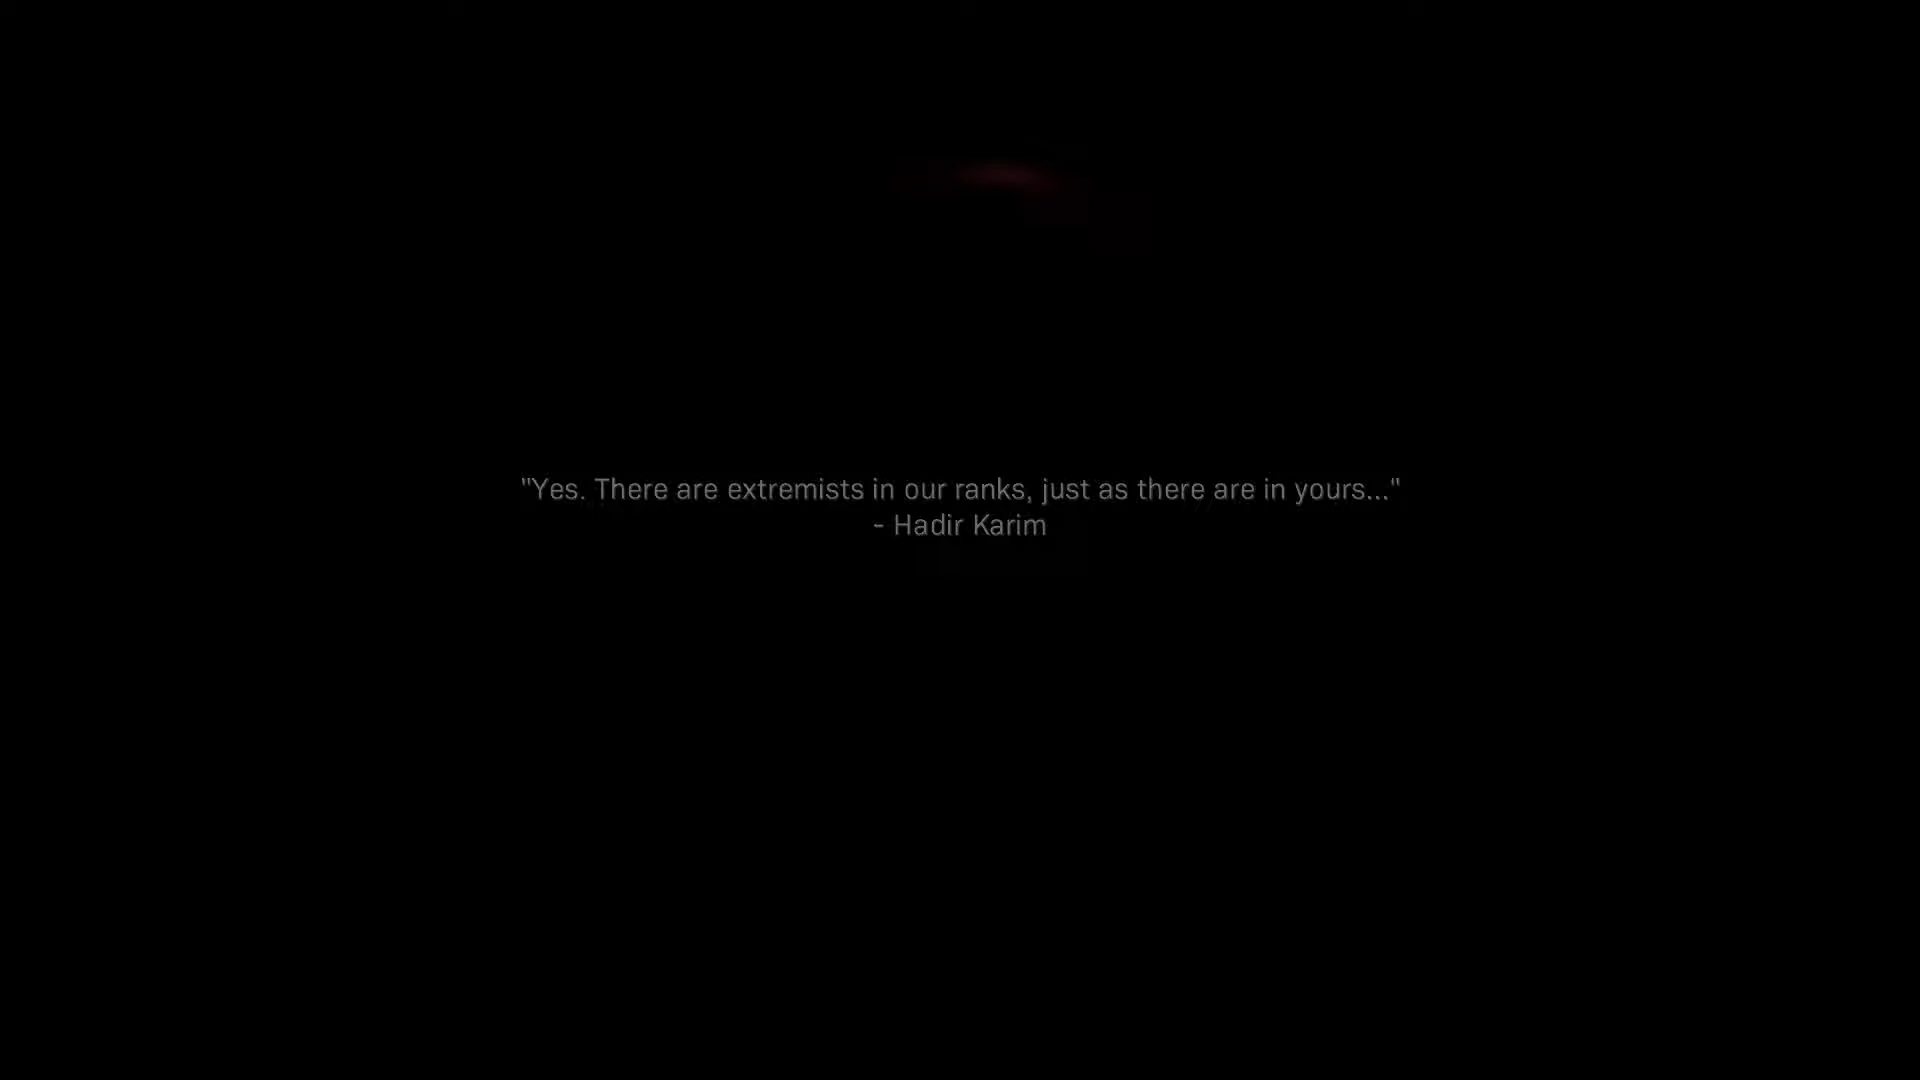 "Yes. There are extremists in our ranks, just as there are in yours..."
- Hadir Karim